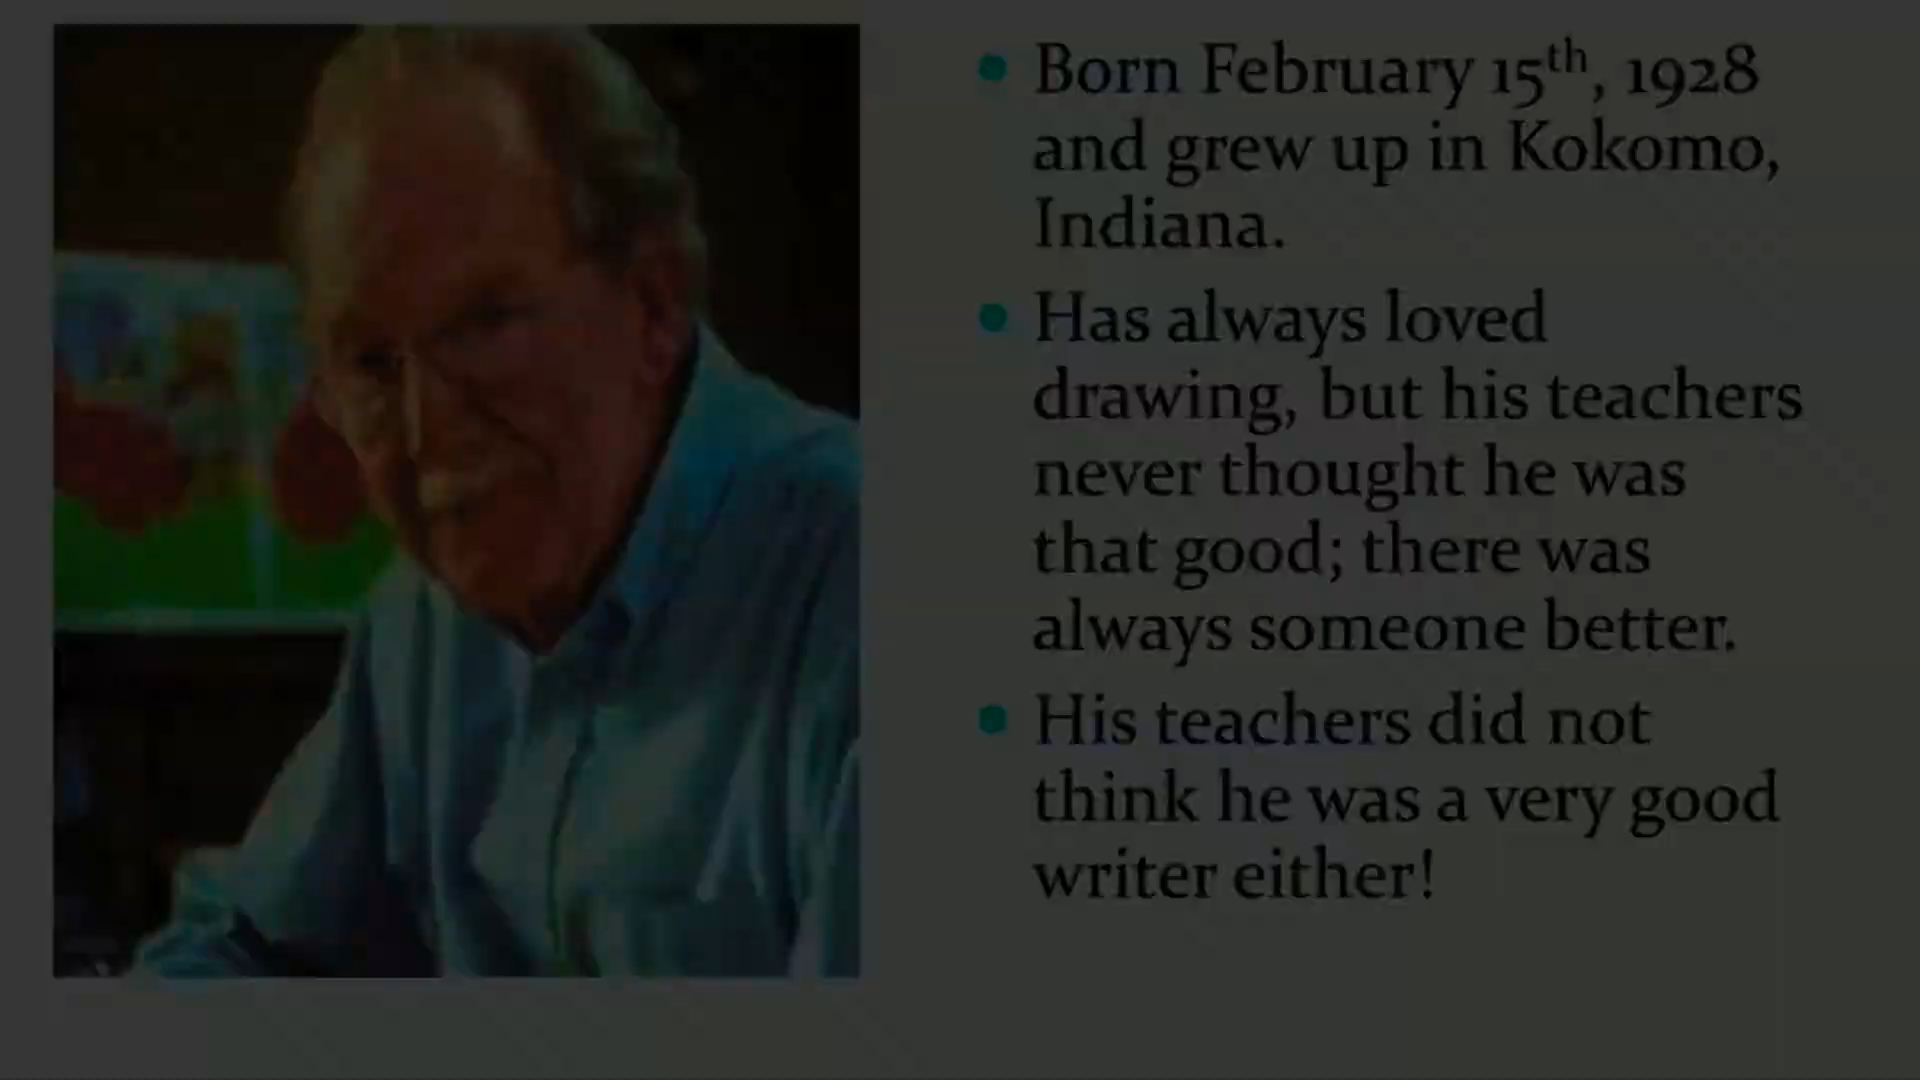 • Born February 15th, 1928
and grew up in Kokomo,
Indiana.
• Has always loved
drawing, but his teachers
never thought he was
that good; there was
always someone better.
• His teachers did not
think he was a very good
writer either!